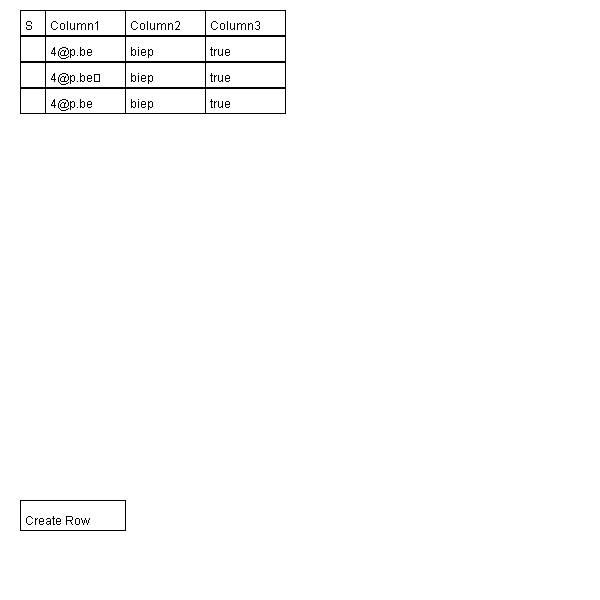 S Column1 Column2 Column3
4@p.be biep true
4@p.be▯ biep true
4@p.be biep true
Create Row